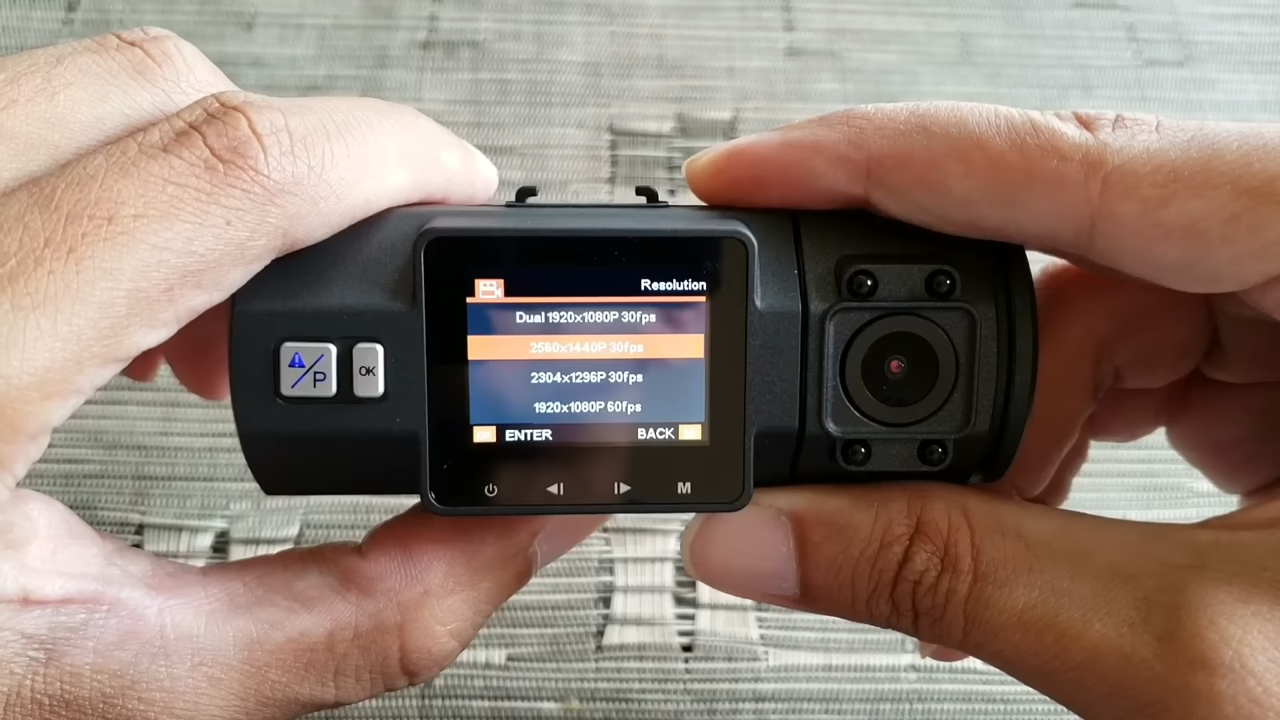 Resolution
Dual 1920x1080P 30fps
2560x1440P 30fps
2304x1296P 30fps
1920x1080P 60fps
ENTER BACK
P OK
M